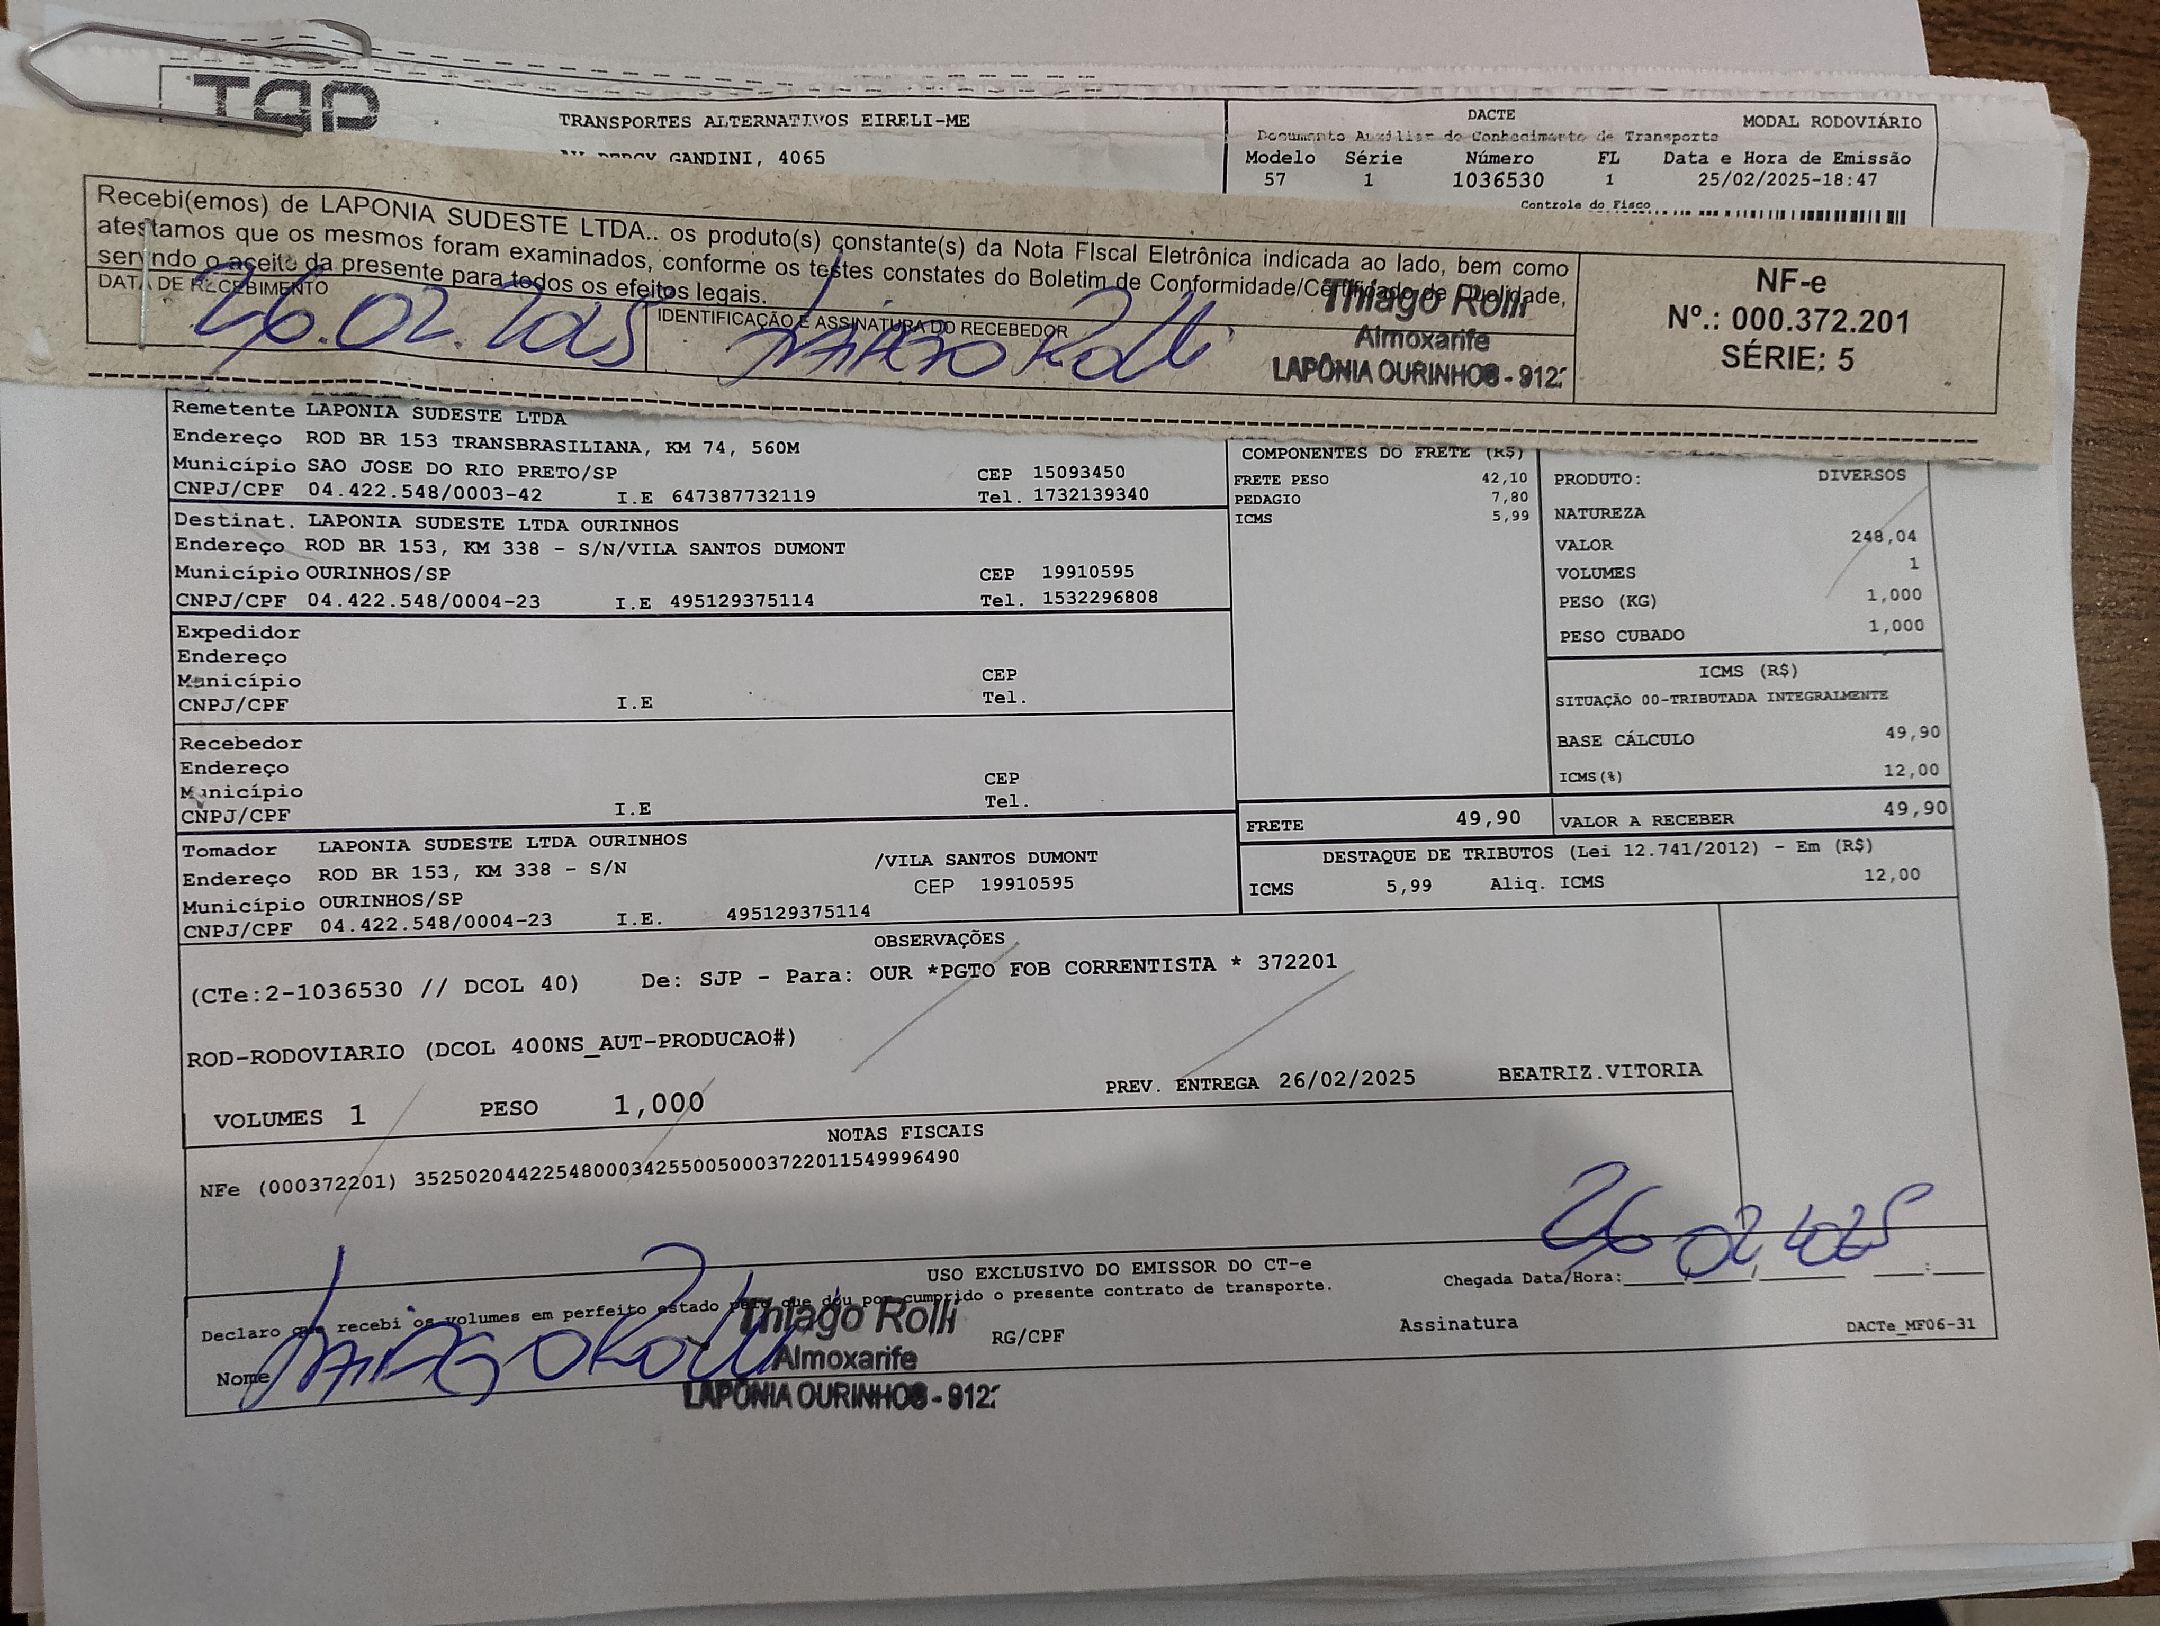 TAP
TRANSPORTES ALTERNATIVOS EIRELI-ME
GANDINI, 4065
DACTE
MODAL RODOVIÁRIO
Documento Auxiliar do Conhecimento de Transporte
Modelo Série Número FL Data e Hora de Emissão
57 1 1036530 1 25/02/2025-18:47
Controle do Fisco
Recebi(emos) de LAPONIA SUDESTE LTDA.. os produto(s) constante(s) da Nota FIscal Eletrônica indicada ao lado, bem como
atestamos que os mesmos foram examinados, conforme os testes constates do Boletim de Conformidade/Certificado de Qualidade,
servindo o aceito da presente para todos os efeitos legais.
DATA DE RECEBIMENTO
26.02.2025
IDENTIFICAÇÃO E ASSINATURA DO RECEBEDOR
Thiago Rolli
Thiago Rolli
Almoxarife
LAPÔNIA OURINHOS - 912
NF-e
Nº.: 000.372.201
SÉRIE: 5
Remetente LAPONIA SUDESTE LTDA
Endereço ROD BR 153 TRANSBRASILIANA, KM 74, 560M
Município SAO JOSE DO RIO PRETO/SP CEP 15093450
CNPJ/CPF 04.422.548/0003-42 I.E 647387732119 Tel. 1732139340
Destinat. LAPONIA SUDESTE LTDA OURINHOS
Endereço ROD BR 153, KM 338 - S/N/VILA SANTOS DUMONT
Município OURINHOS/SP CEP 19910595
CNPJ/CPF 04.422.548/0004-23 I.E 495129375114 Tel. 1532296808
Expedidor
Endereço
Município CEP
CNPJ/CPF I.E Tel.
Recebedor
Endereço
Município CEP
CNPJ/CPF I.E Tel.
Tomador LAPONIA SUDESTE LTDA OURINHOS
Endereço ROD BR 153, KM 338 - S/N /VILA SANTOS DUMONT
Município OURINHOS/SP CEP 19910595
CNPJ/CPF 04.422.548/0004-23 I.E. 495129375114
COMPONENTES DO FRETE (R$)
FRETE PESO 42,10
PEDAGIO 7,80
ICMS 5,99
PRODUTO: DIVERSOS
NATUREZA
VALOR 248,04
VOLUMES 1
PESO (KG) 1,000
PESO CUBADO 1,000
ICMS (R$)
SITUAÇÃO 00-TRIBUTADA INTEGRALMENTE
BASE CÁLCULO 49,90
ICMS(%) 12,00
FRETE 49,90 VALOR A RECEBER 49,90
DESTAQUE DE TRIBUTOS (Lei 12.741/2012) - Em (R$)
ICMS 5,99 Aliq. ICMS 12,00
OBSERVAÇÕES
(CTe:2-1036530 // DCOL 40) De: SJP - Para: OUR *PGTO FOB CORRENTISTA * 372201
ROD-RODOVIARIO (DCOL 400NS_AUT-PRODUCAO#)
VOLUMES 1 PESO 1,000 PREV. ENTREGA 26/02/2025 BEATRIZ.VITORIA
NOTAS FISCAIS
NFe (000372201) 35250204422548000342550050003722011549996490
USO EXCLUSIVO DO EMISSOR DO CT-e
Declaro que recebi os volumes em perfeito estado pelo que dou por cumprido o presente contrato de transporte.
Chegada Data/Hora: 26 02 2025
Nome Thiago Rolli RG/CPF Assinatura DACTe_MF06-31
Thiago Rolli
Almoxarife
LAPÔNIA OURINHOS - 912